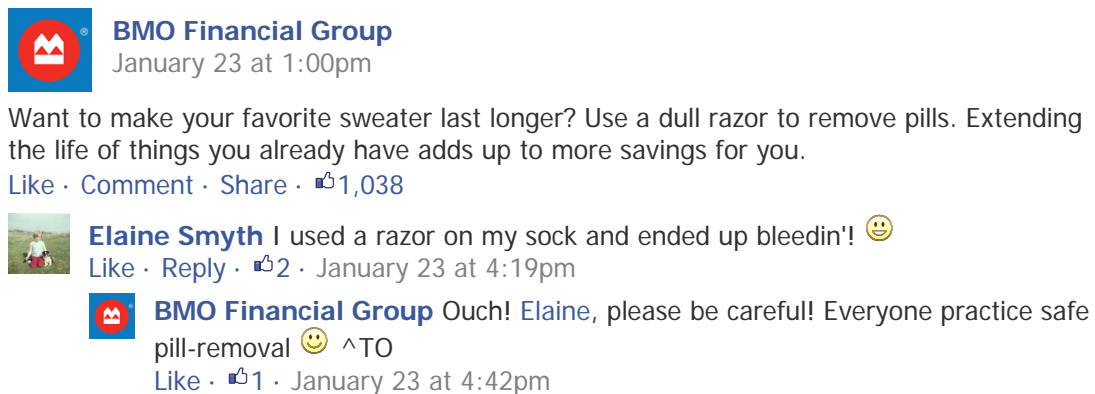 BMO Financial Group
January 23 at 1:00pm
Want to make your favorite sweater last longer? Use a dull razor to remove pills. Extending
the life of things you already have adds up to more savings for you.
Like · Comment · Share · 1,038
Elaine Smyth I used a razor on my sock and ended up bleedin'!
Like · Reply · 2 · January 23 at 4:19pm
BMO Financial Group Ouch! Elaine, please be careful! Everyone practice safe
pill-removal ^TO
Like · 1 · January 23 at 4:42pm